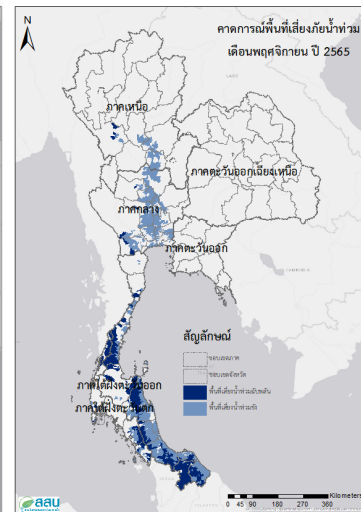 คาดการณ์พื้นที่เสี่ยงภัยน้ำท่วม
เดือนพฤศจิกายน ปี 2565
N
ภาคเหนือ
ภาคตะวันออกเฉียงเหนือ
ภาคกลาง
ภาคตะวันออก
สัญลักษณ์
ขอบเขตภาค
ขอบเขตจังหวัด
พื้นที่เสี่ยงน้ำท่วมฉับพลัน
พื้นที่เสี่ยงน้ำท่วมขัง
ภาคใต้ฝั่งตะวันออก
ภาคใต้ฝั่งตะวันตก
สสน
Kilometers
0 45 90 180 270 360